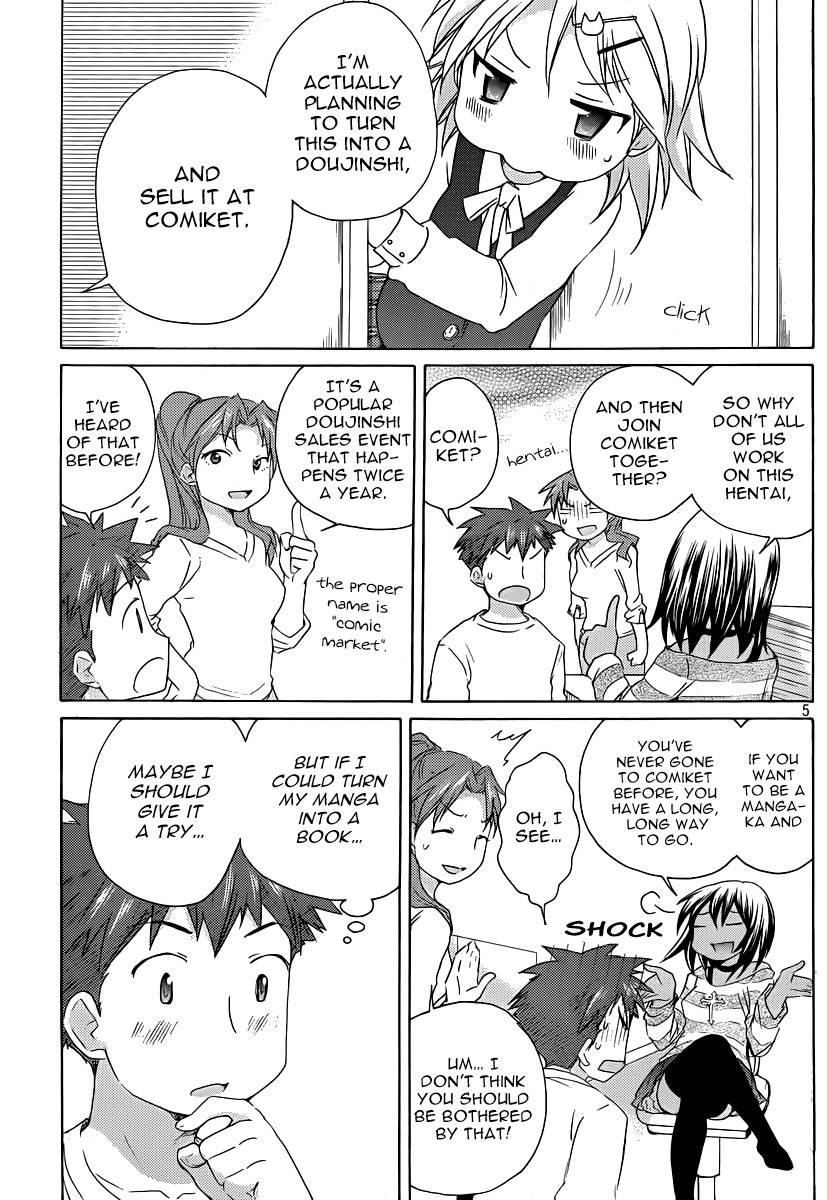 I'M
ACTUALLY
PLANNING
TO TURN
THIS INTO A
DOUJINSHI,
AND
SELL IT AT
COMIKET.
click
SO WHY
DON'T ALL
OF US
WORK
ON THIS
HENTAI,
AND THEN
JOIN
COMIKET
TOGE-
THER?
hentai...
COMI-
KET?
IT'S A
POPULAR
DOUJINSHI
SALES EVENT
THAT HAP-
PENS TWICE
A YEAR.
the proper
name is
"comic
market".
I'VE
HEARD
OF THAT
BEFORE!
5
IF YOU
WANT
TO BE A
MANGA-
KA AND
YOU'VE
NEVER GONE
TO COMIKET
BEFORE, YOU
HAVE A LONG,
LONG WAY
TO GO.
OH, I
SEE...
SHOCK
UM... I
DON'T THINK
YOU SHOULD
BE BOTHERED
BY THAT!
BUT IF I
COULD TURN
MY MANGA
INTO A
BOOK...
MAYBE I
SHOULD
GIVE IT
A TRY...